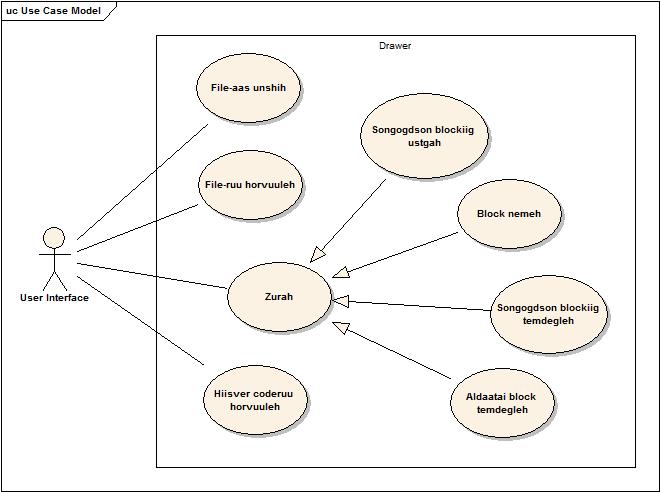 uc Use Case Model
Drawer
File-aas unshih
Songogdson blockiig
ustgah
File-ruu horvuuleh
Block nemeh
User Interface
Zurah
Songogdson blockiig
temdegleh
Hiisver coderuu
horvuuleh
Aldaatai block
temdegleh